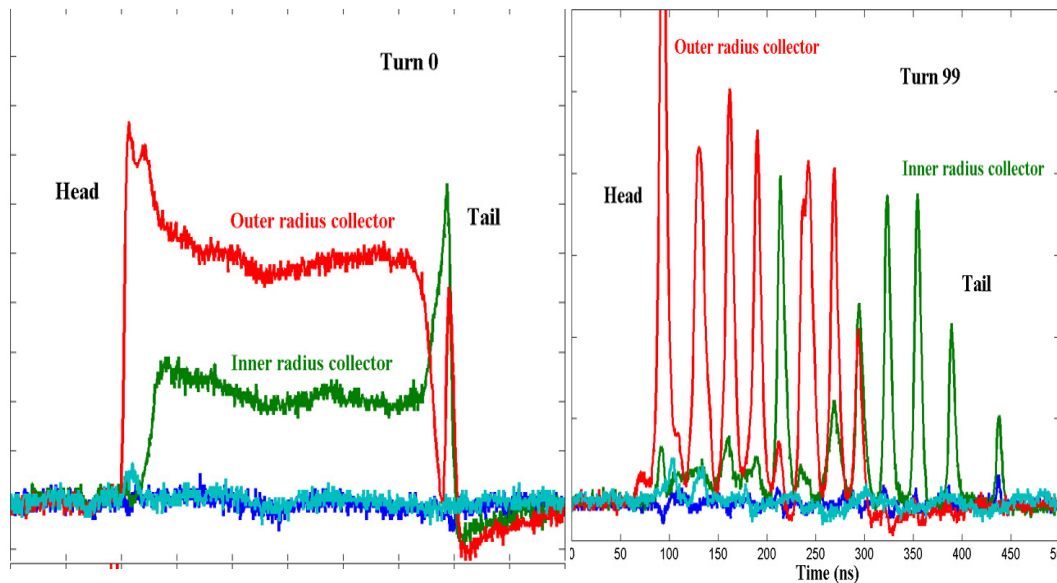 Turn 0
Head
Outer radius collector
Tail
Inner radius collector
Outer radius collector
Turn 99
Inner radius collector
Head
Tail
0 50 100 150 200 250 300 350 400 450
Time (ns)